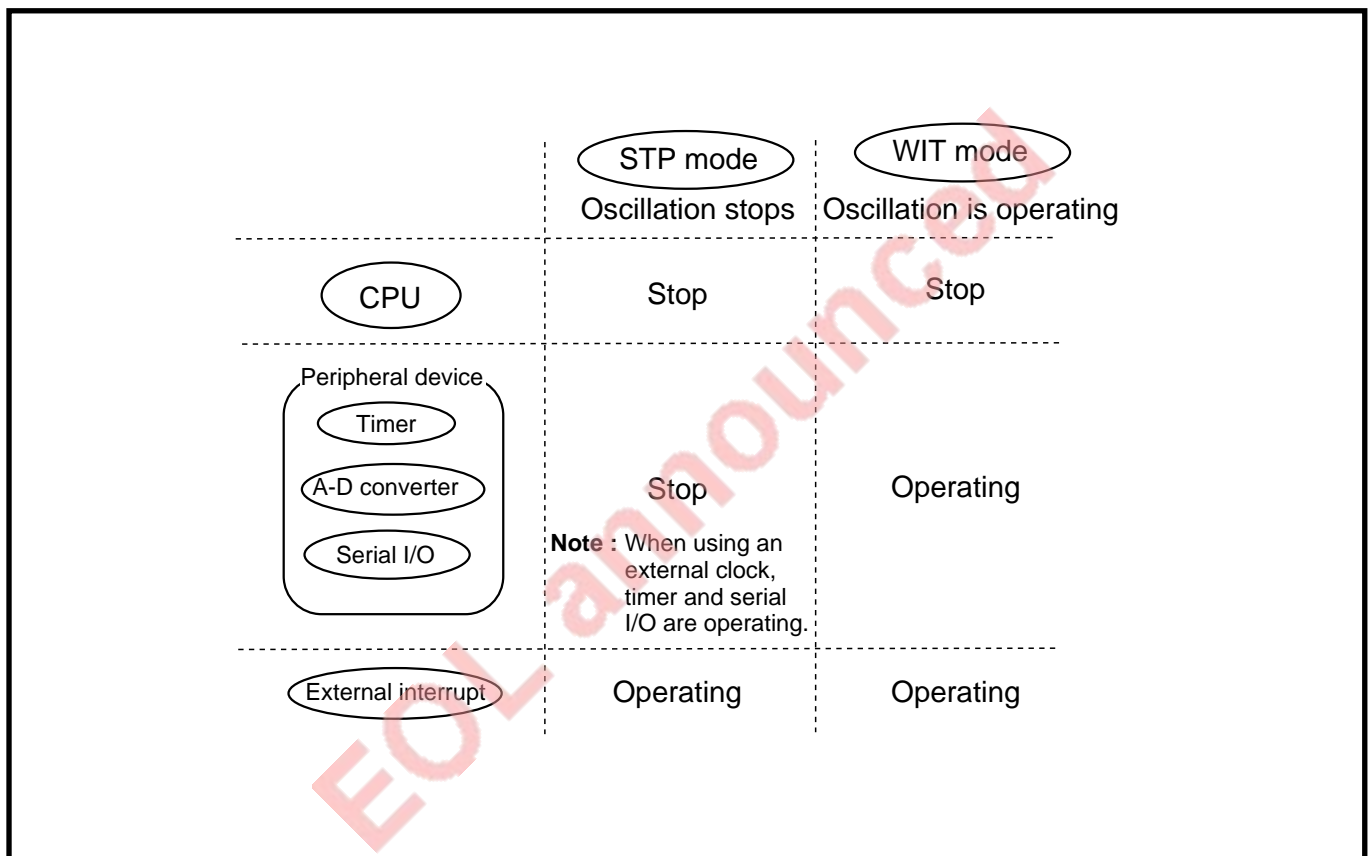 STP mode
WIT mode
Oscillation stops
Oscillation is operating
CPU
Stop
Stop
Peripheral device
Timer
A-D converter
Serial I/O
Stop
Operating
Note : When using an
external clock,
timer and serial
I/O are operating.
External interrupt
Operating
Operating
EOL announced